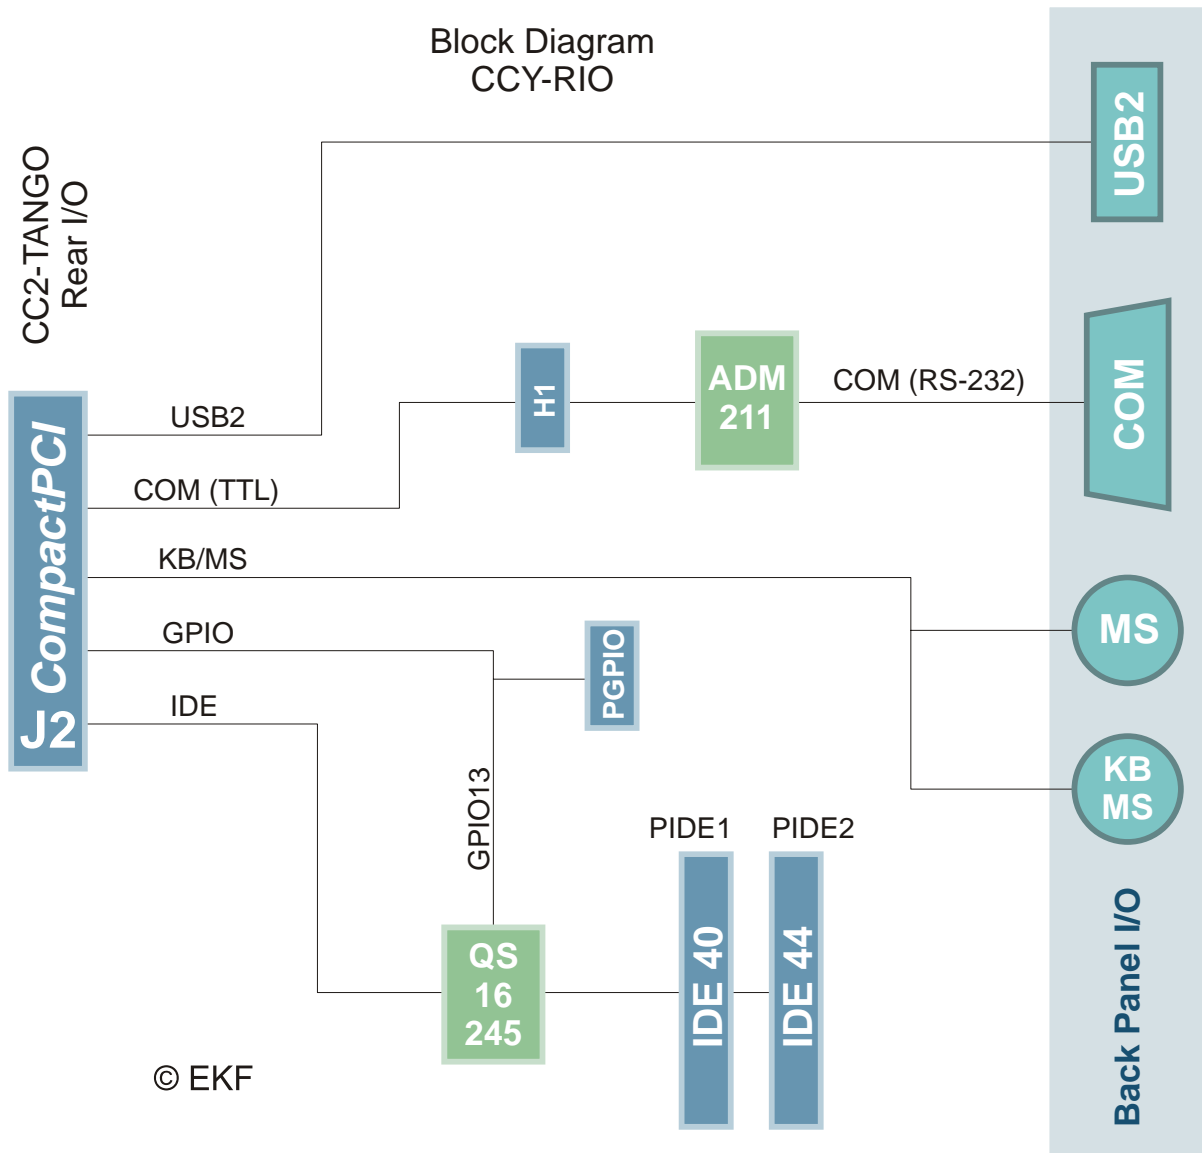 Block Diagram
CCY-RIO
CC2-TANGO
Rear I/O
J2 CompactPCI
USB2
COM (TTL)
KB/MS
GPIO
IDE
H1
ADM
211
COM (RS-232)
PGPIO
GPIO13
QS
16
245
PIDE1
IDE 40
PIDE2
IDE 44
USB2
COM
MS
KB
MS
Back Panel I/O
© EKF